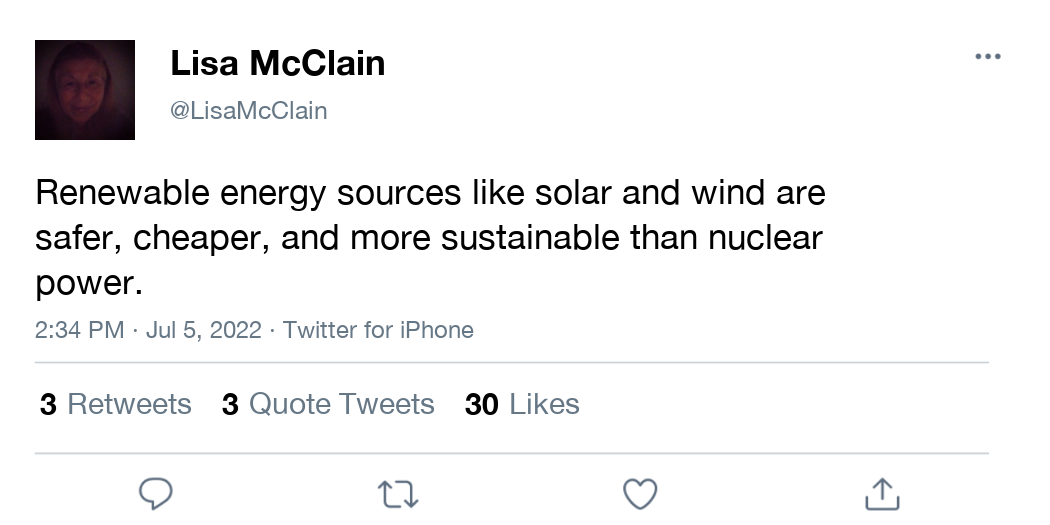 Lisa McClain
@LisaMcClain
Renewable energy sources like solar and wind are
safer, cheaper, and more sustainable than nuclear
power.
2:34 PM · Jul 5, 2022 · Twitter for iPhone
3 Retweets 3 Quote Tweets 30 Likes